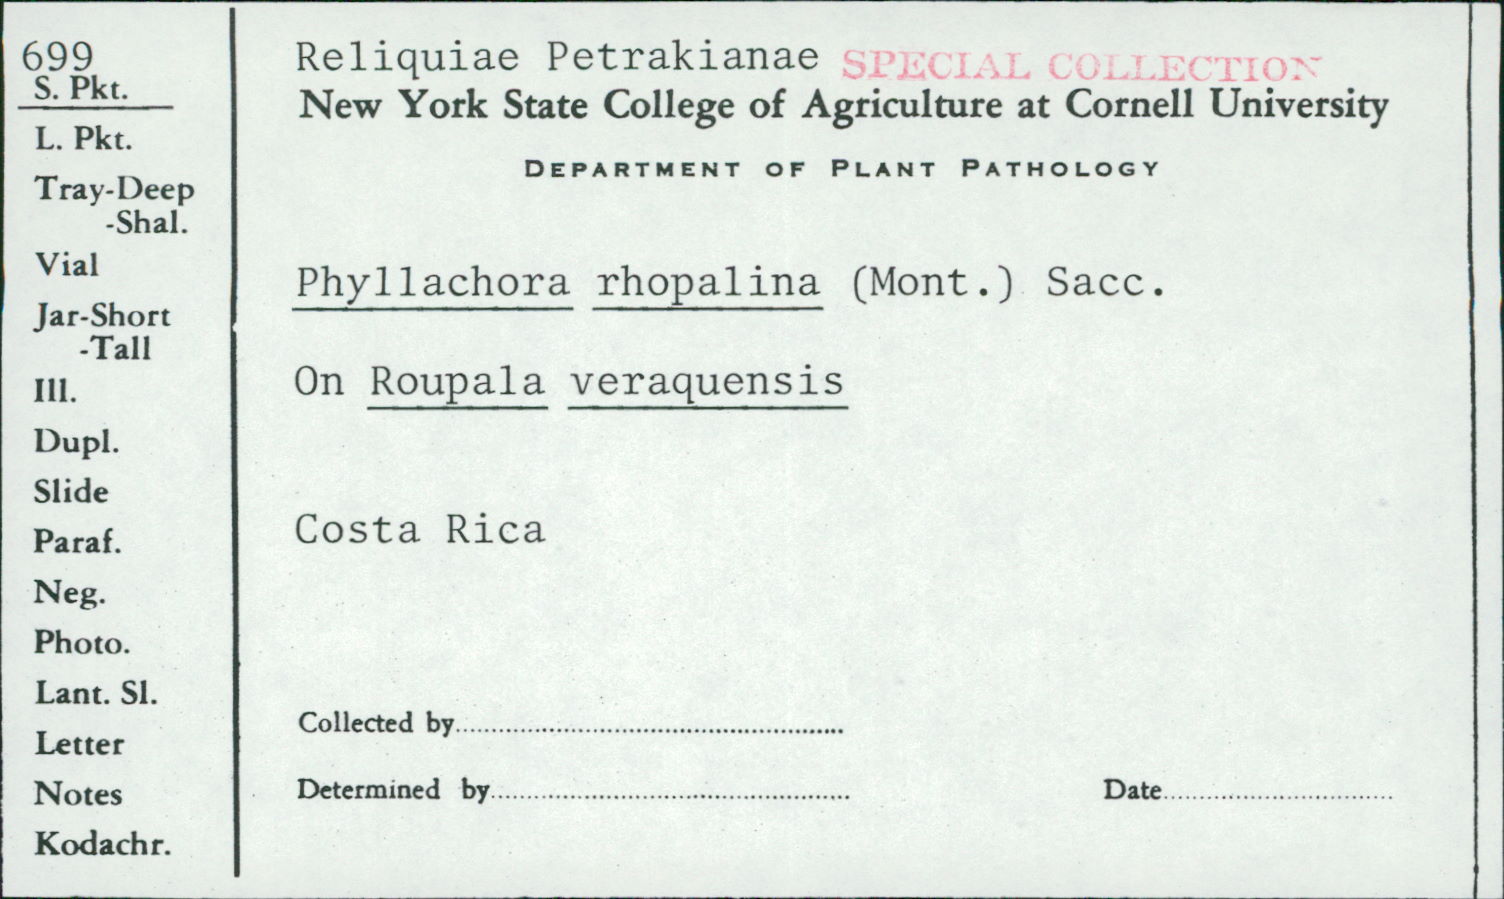 699
S. Pkt.
L. Pkt.
Tray-Deep
-Shal.
Vial
Jar-Short
-Tall
Ill.
Dupl.
Slide
Paraf.
Neg.
Photo.
Lant. Sl.
Letter
Notes
Kodachr.
Reliquiae Petrakianae SPECIAL COLLECTION
New York State College of Agriculture at Cornell University
DEPARTMENT OF PLANT PATHOLOGY
Phyllachora rhopalina (Mont.) Sacc.
On Roupala veraquensis
Costa Rica
Collected by
Determined by Date